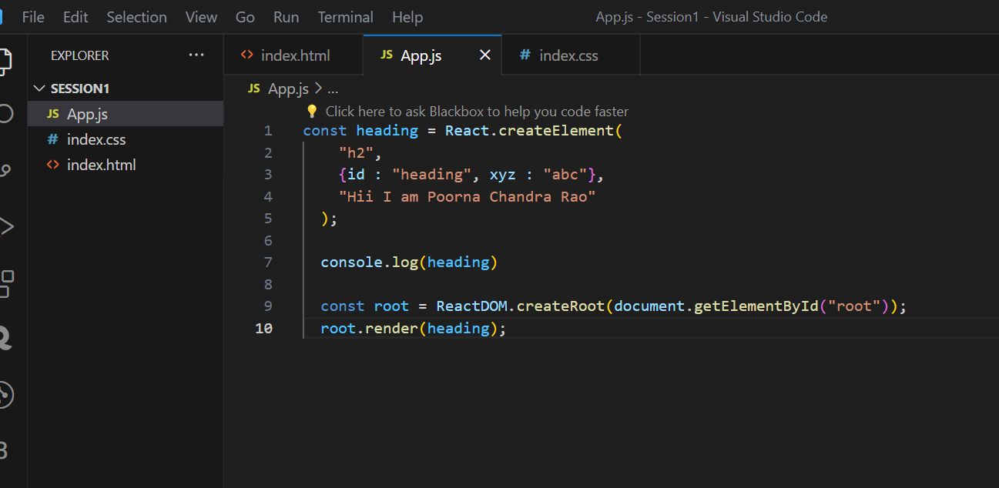 File Edit Selection View Go Run Terminal Help App.js - Session1 - Visual Studio Code
EXPLORER ...
SESSION1
JS App.js
# index.css
<> index.html
<> index.html JS App.js × # index.css
JS App.js > ...
Click here to ask Blackbox to help you code faster
1 const heading = React.createElement(
2 "h2",
3 {id : "heading", xyz : "abc"},
4 "Hii I am Poorna Chandra Rao"
5 );
6
7 console.log(heading)
8
9 const root = ReactDOM.createRoot(document.getElementById("root"));
10 root.render(heading);